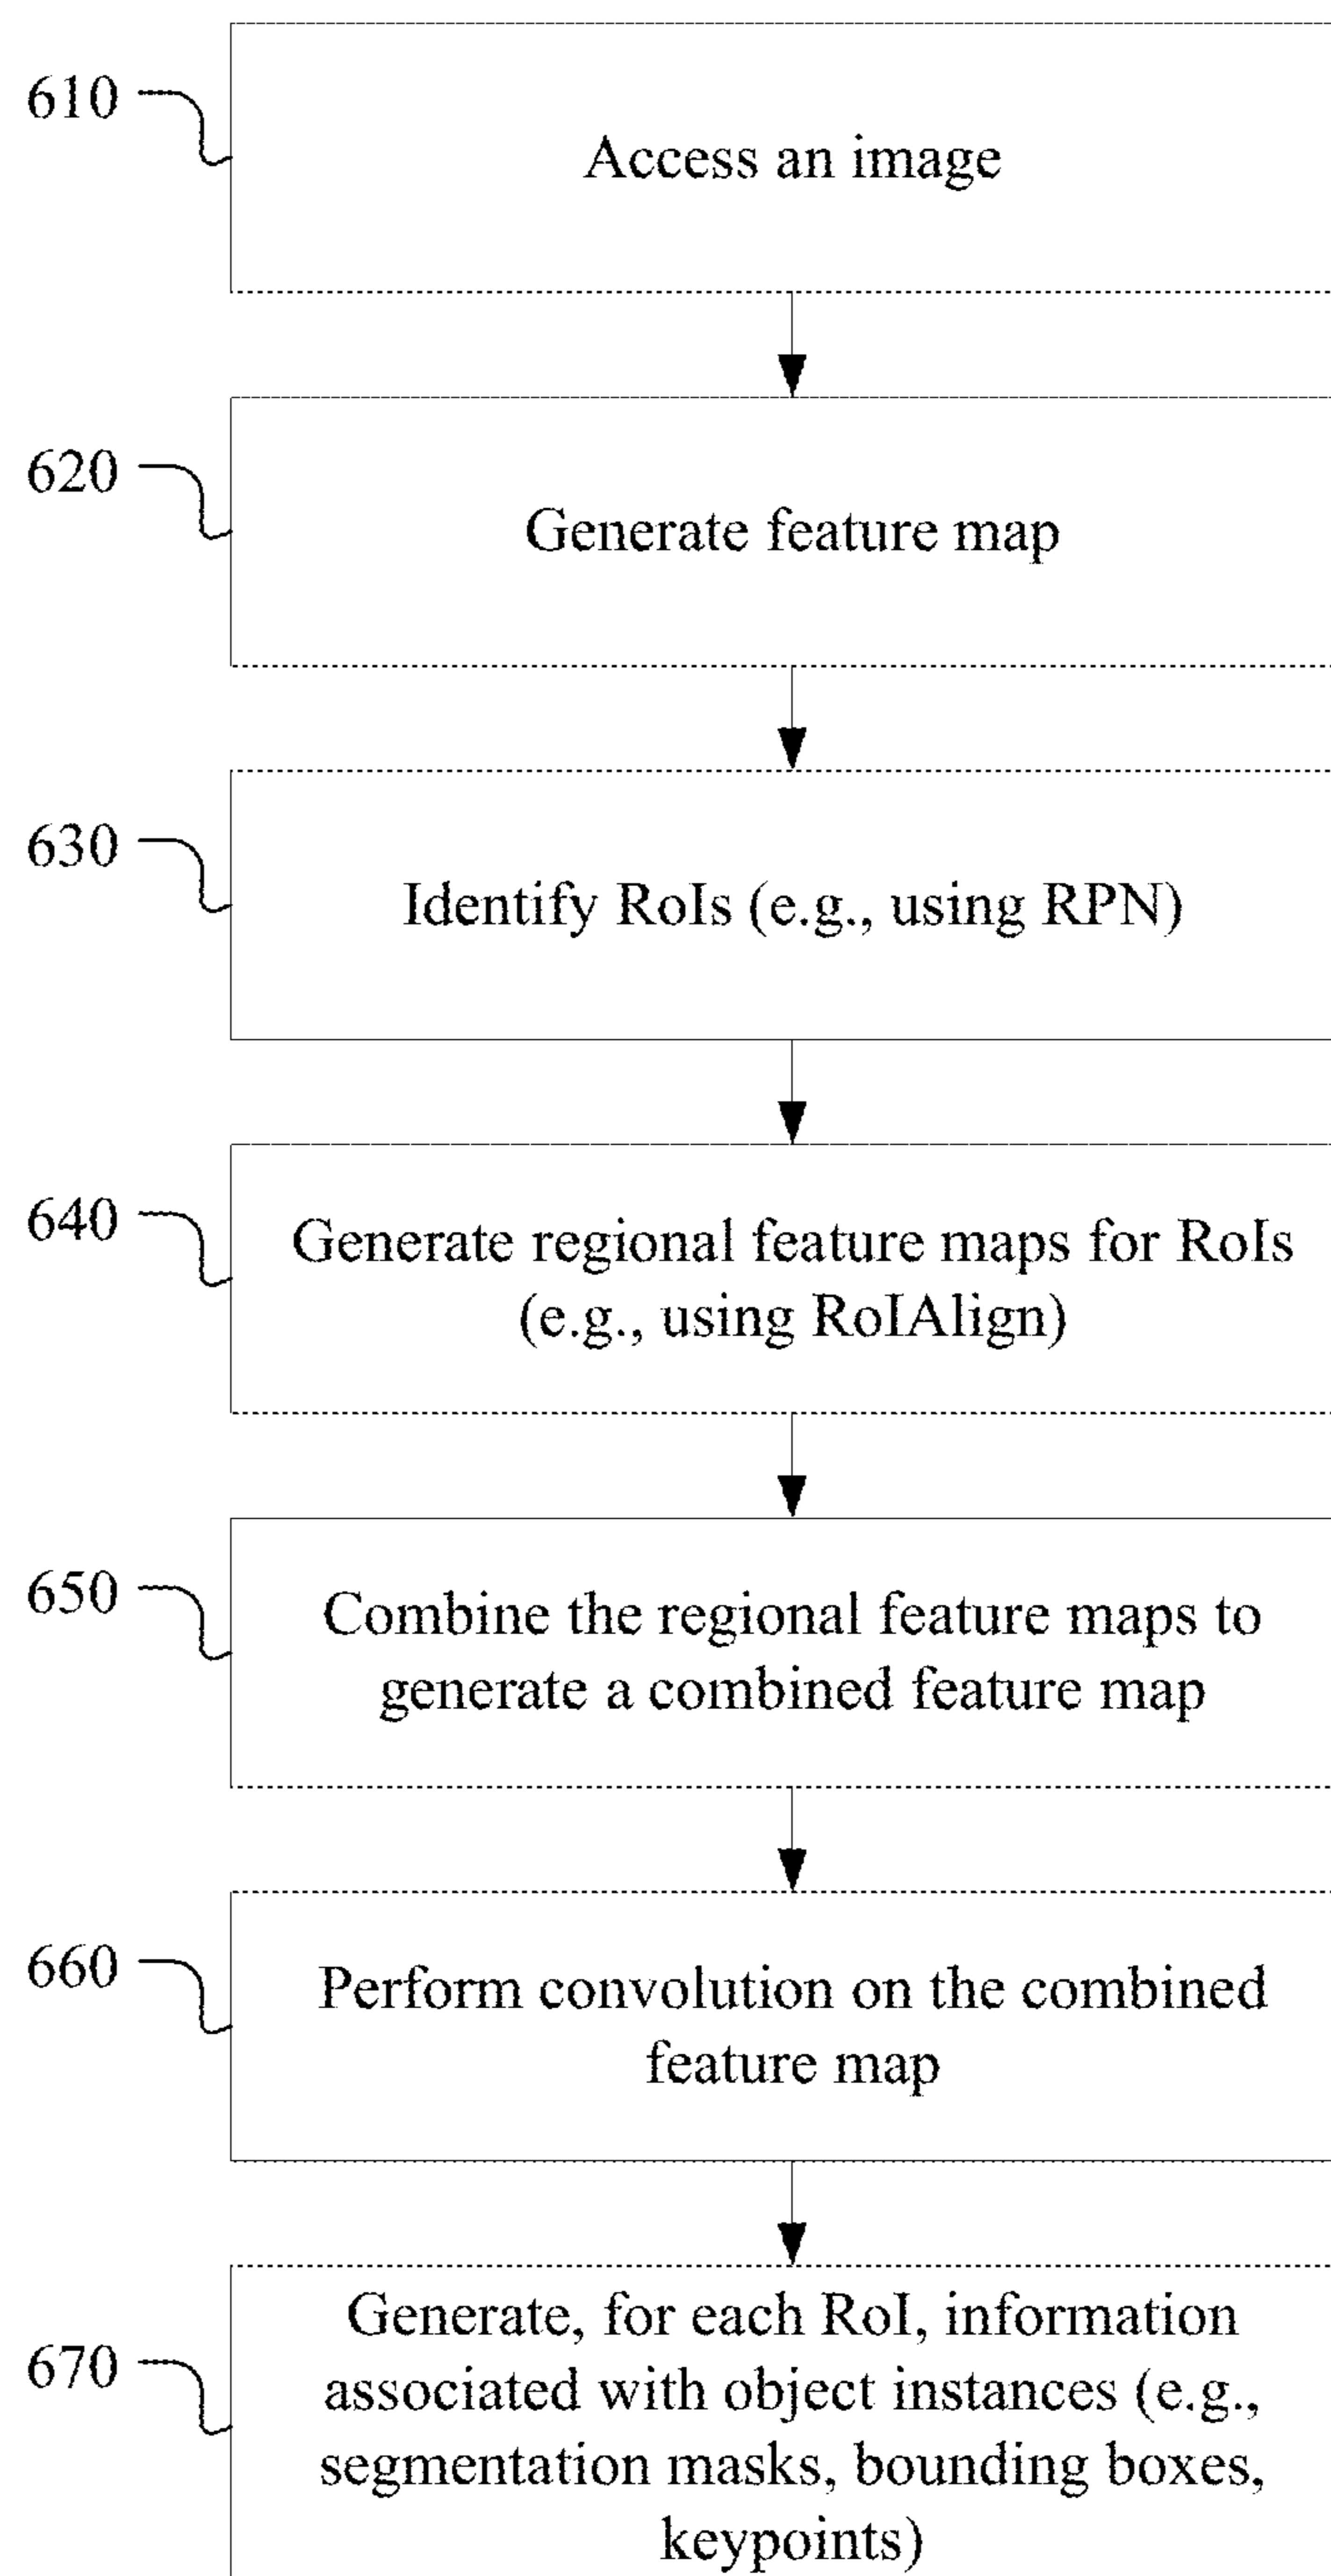 610
Access an image
620
Generate feature map
630
Identify RoIs (e.g., using RPN)
640
Generate regional feature maps for RoIs
(e.g., using RoIAlign)
650
Combine the regional feature maps to
generate a combined feature map
660
Perform convolution on the combined
feature map
670
Generate, for each RoI, information
associated with object instances (e.g.,
segmentation masks, bounding boxes,
keypoints)